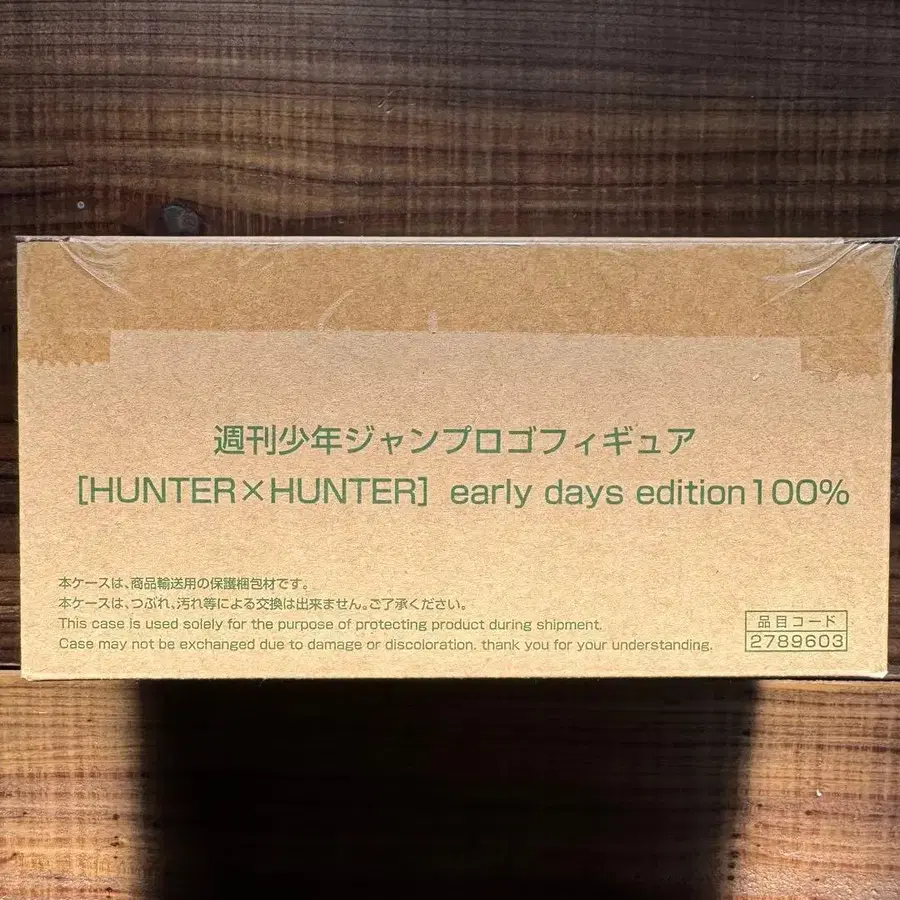 週刊少年ジャンプロゴフィギュア
［HUNTER×HUNTER］ early days edition100%
本ケースは、商品輸送用の保護梱包材です。
本ケースは、つぶれ、汚れ等による交換は出来ません。ご了承ください。
This case is used solely for the purpose of protecting product during shipment.
Case may not be exchanged due to damage or discoloration. thank you for your understanding.
品目コード
2789603